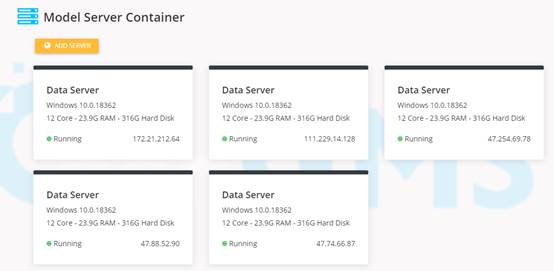 Model Server Container
ADD SERVER
Data Server
Windows 10.0.18362
12 Core - 23.9G RAM - 316G Hard Disk
Running 172.21.212.64
Data Server
Windows 10.0.18362
12 Core - 23.9G RAM - 316G Hard Disk
Running 111.229.14.128
Data Server
Windows 10.0.18362
12 Core - 23.9G RAM - 316G Hard Disk
Running 47.254.69.78
Data Server
Windows 10.0.18362
12 Core - 23.9G RAM - 316G Hard Disk
Running 47.88.52.90
Data Server
Windows 10.0.18362
12 Core - 23.9G RAM - 316G Hard Disk
Running 47.74.66.87